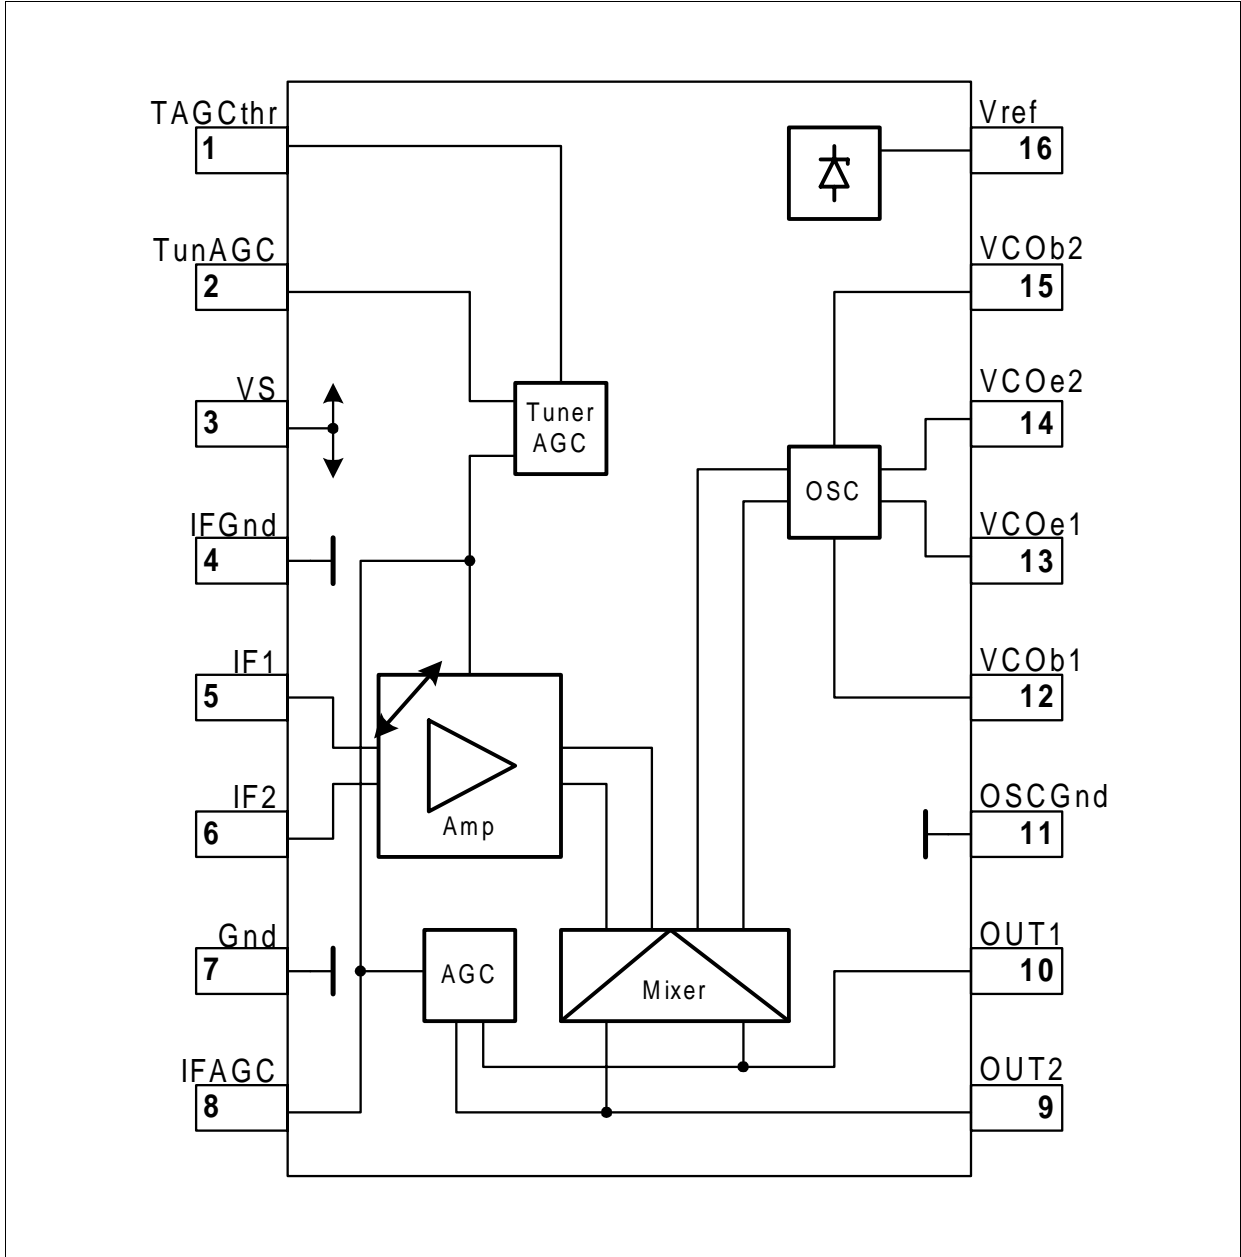 TAGCthr
1
TunAGC
2
VS
3
IFGnd
4
IF1
5
IF2
6
Gnd
7
IFAGC
8
Tuner
AGC
Amp
AGC
Mixer
OSC
Vref
16
VCOb2
15
VCOe2
14
VCOe1
13
VCOb1
12
OSCGnd
11
OUT1
10
OUT2
9